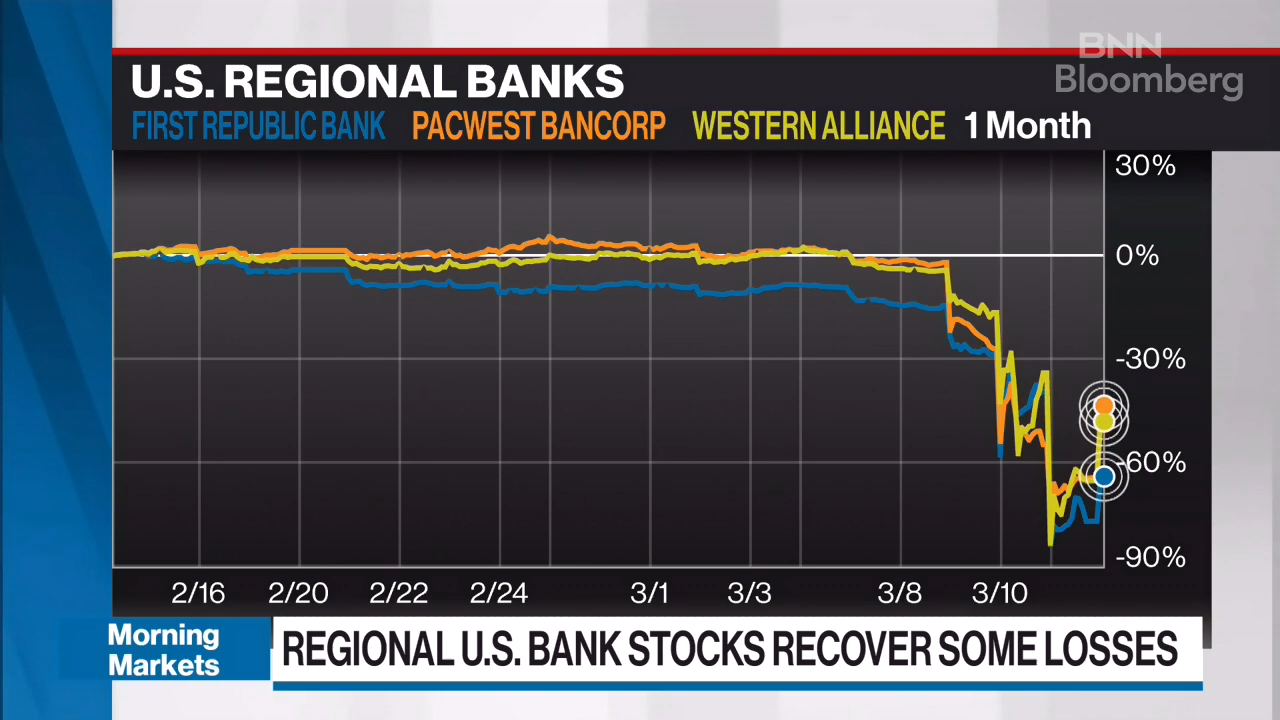 BNN
Bloomberg
U.S. REGIONAL BANKS
FIRST REPUBLIC BANK PACWEST BANCORP WESTERN ALLIANCE 1 Month
30%
0%
-30%
-60%
-90%
2/16 2/20 2/22 2/24 3/1 3/3 3/8 3/10
Morning
Markets
REGIONAL U.S. BANK STOCKS RECOVER SOME LOSSES